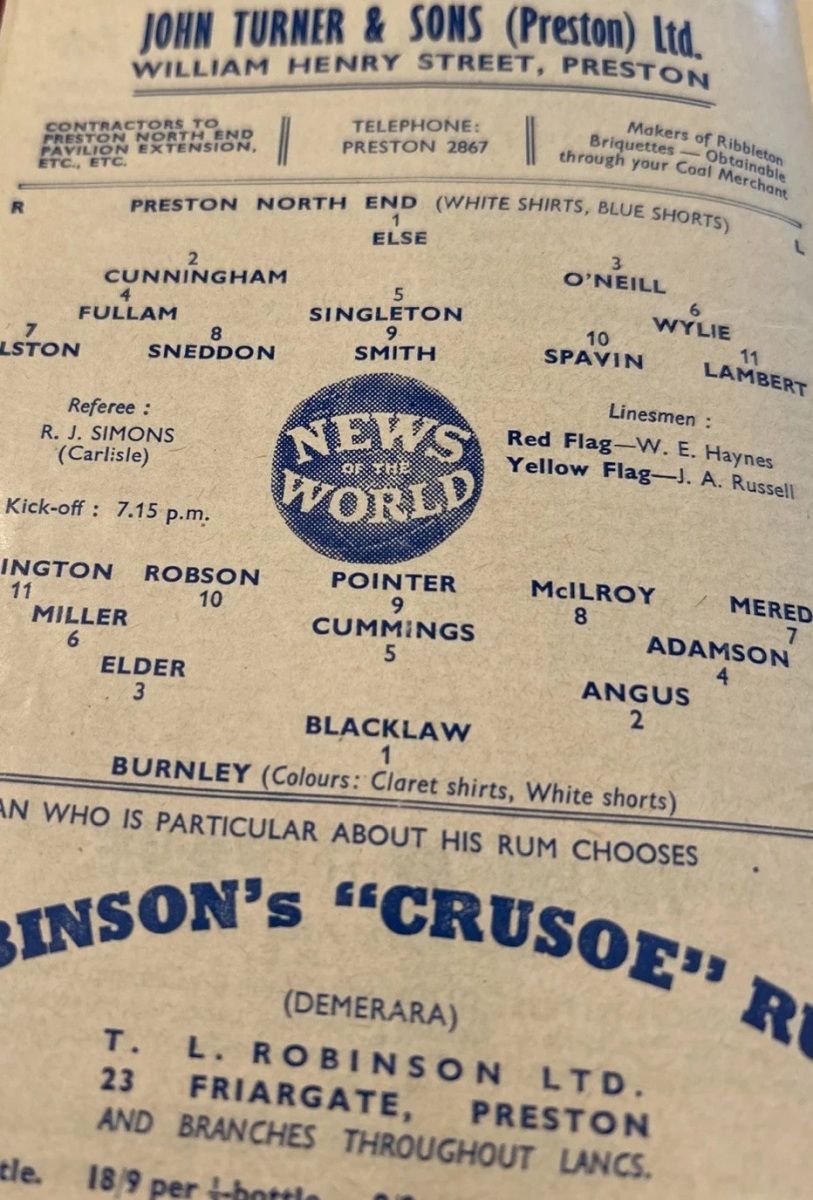 JOHN TURNER & SONS (Preston) Ltd.
WILLIAM HENRY STREET, PRESTON
CONTRACTORS TO
PRESTON NORTH END
PAVILION EXTENSION,
ETC., ETC.
TELEPHONE:
PRESTON 2867
Makers of Ribbleton
Briquettes — Obtainable
through your Coal Merchant
R PRESTON NORTH END (WHITE SHIRTS, BLUE SHORTS) L
1
ELSE
2 3
CUNNINGHAM O'NEILL
4 5 6
FULLAM SINGLETON WYLIE
7 8 9 10 11
LSTON SNEDDON SMITH SPAVIN LAMBERT
Referee :
R. J. SIMONS
(Carlisle)
Kick-off : 7.15 p.m.
NEWS
OF THE
WORLD
Linesmen :
Red Flag—W. E. Haynes
Yellow Flag—J. A. Russell
INGTON ROBSON POINTER McILROY MERED
11 10 9 8 7
MILLER CUMMINGS ADAMSON
6 5 4
ELDER ANGUS
3 2
BLACKLAW
1
BURNLEY (Colours: Claret shirts, White shorts)
AN WHO IS PARTICULAR ABOUT HIS RUM CHOOSES
BINSON's "CRUSOE" RU
(DEMERARA)
T. L. ROBINSON LTD.
23 FRIARGATE, PRESTON
AND BRANCHES THROUGHOUT LANCS.
tle. 18/9 per ½-bottle